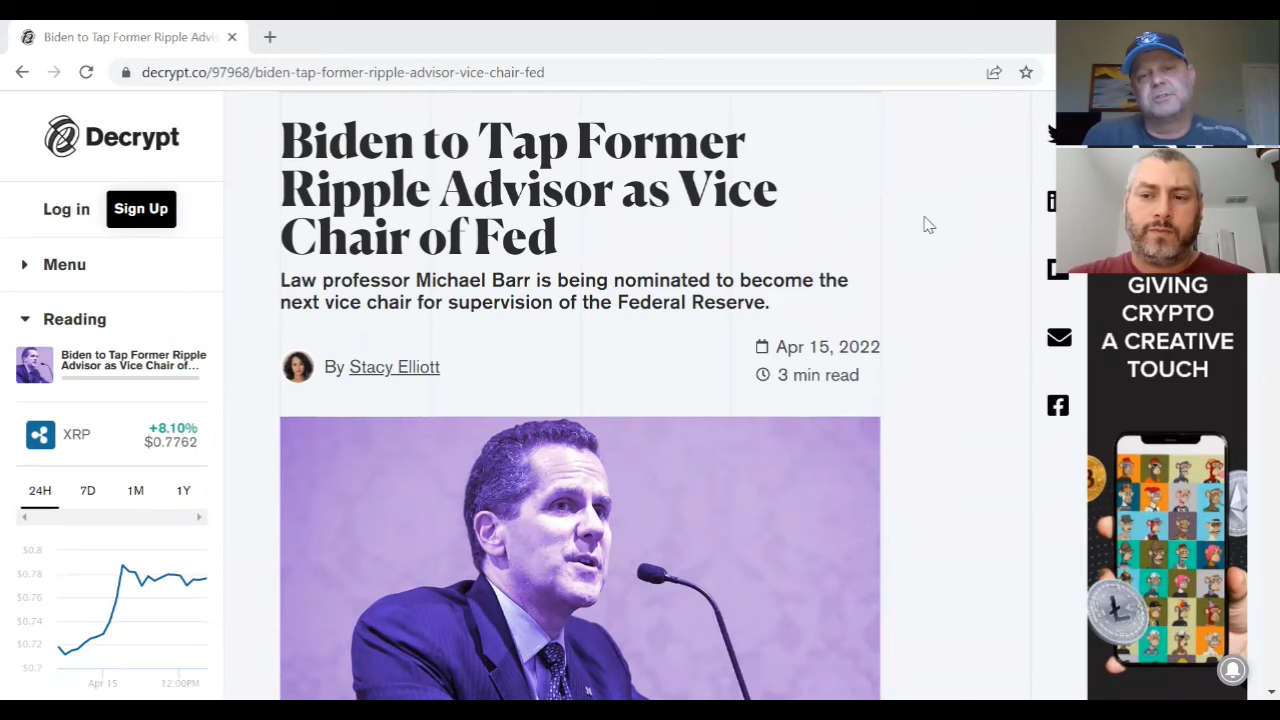 Biden to Tap Former Ripple Advis
decrypt.co/97968/biden-tap-former-ripple-advisor-vice-chair-fed
Decrypt
Log in
Sign Up
Menu
Reading
Biden to Tap Former Ripple
Advisor as Vice Chair of...
XRP
+8.10%
$0.7762
24H 7D 1M 1Y
$0.8
$0.78
$0.76
$0.74
$0.72
$0.7
Apr 15 12:00PM
Biden to Tap Former
Ripple Advisor as Vice
Chair of Fed
Law professor Michael Barr is being nominated to become the
next vice chair for supervision of the Federal Reserve.
By Stacy Elliott
Apr 15, 2022
3 min read
GIVING
CRYPTO
A CREATIVE
TOUCH